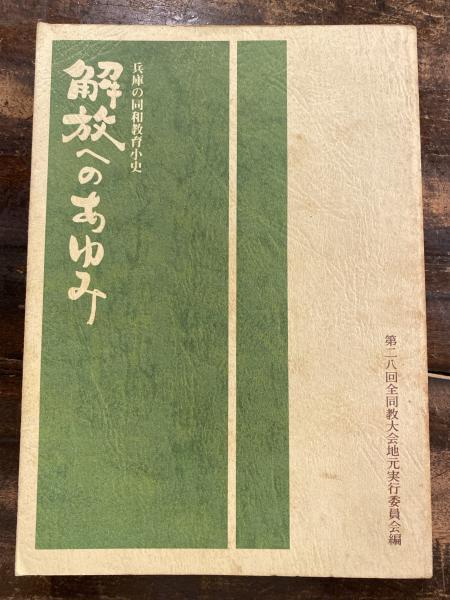 兵庫の同和教育小史
解放へのあゆみ
第二八回全同教大会地元実行委員会編